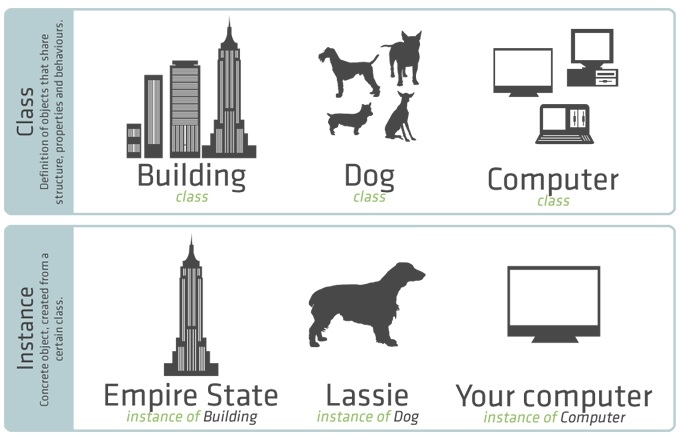 Class
Definition of objects that share
structure, properties and behaviours.
Building
class
Dog
class
Computer
class
Instance
Concrete object, created from a
certain class.
Empire State
instance of Building
Lassie
instance of Dog
Your computer
instance of Computer